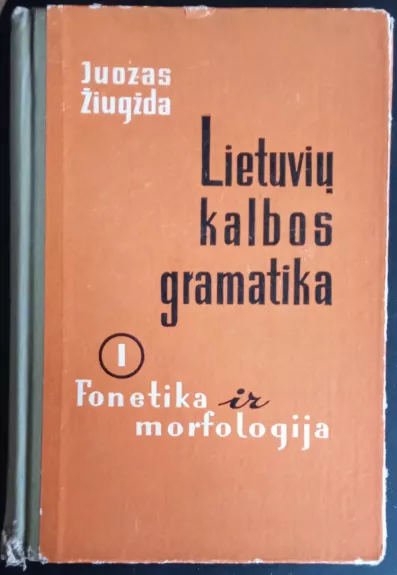 Juozas
Žiugžda
Lietuvių
kalbos
gramatika
I
Fonetika ir
morfologija